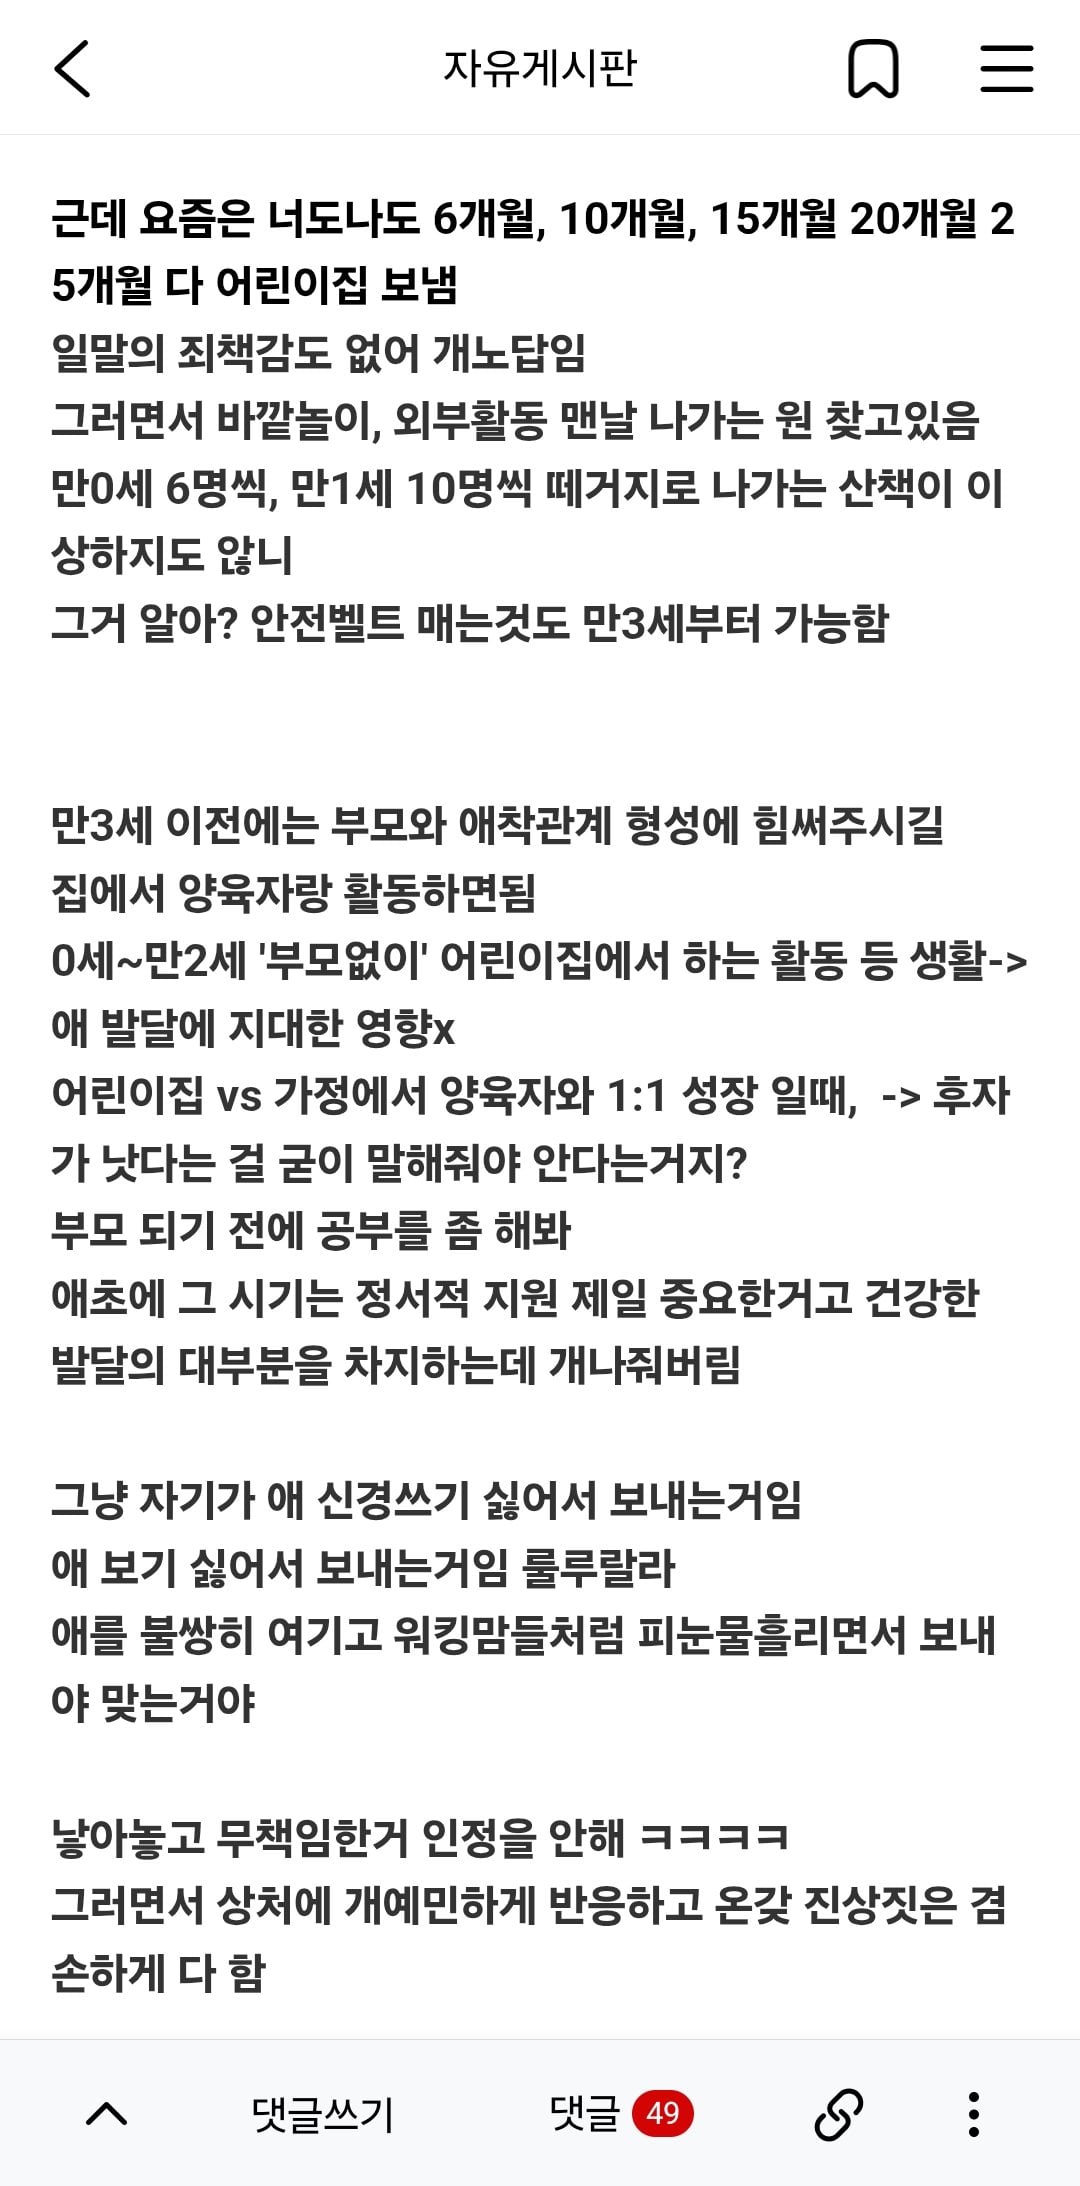 자유게시판
근데 요즘은 너도나도 6개월, 10개월, 15개월 20개월 2
5개월 다 어린이집 보냄
일말의 죄책감도 없어 개노답임
그러면서 바깥놀이, 외부활동 맨날 나가는 원 찾고있음
만0세 6명씩, 만1세 10명씩 떼거지로 나가는 산책이 이
상하지도 않니
그거 알아? 안전벨트 매는것도 만3세부터 가능함
만3세 이전에는 부모와 애착관계 형성에 힘써주시길
집에서 양육자랑 활동하면됨
0세~만2세 '부모없이' 어린이집에서 하는 활동 등 생활->
애 발달에 지대한 영향x
어린이집 vs 가정에서 양육자와 1:1 성장 일때, -> 후자
가 낫다는 걸 굳이 말해줘야 안다는거지?
부모 되기 전에 공부를 좀 해봐
애초에 그 시기는 정서적 지원 제일 중요한거고 건강한
발달의 대부분을 차지하는데 개나줘버림
그냥 자기가 애 신경쓰기 싫어서 보내는거임
애 보기 싫어서 보내는거임 룰루랄라
애를 불쌍히 여기고 워킹맘들처럼 피눈물흘리면서 보내
야 맞는거야
낳아놓고 무책임한거 인정을 안해 ㅋㅋㅋㅋ
그러면서 상처에 개예민하게 반응하고 온갖 진상짓은 겸
손하게 다 함
댓글쓰기 댓글 49